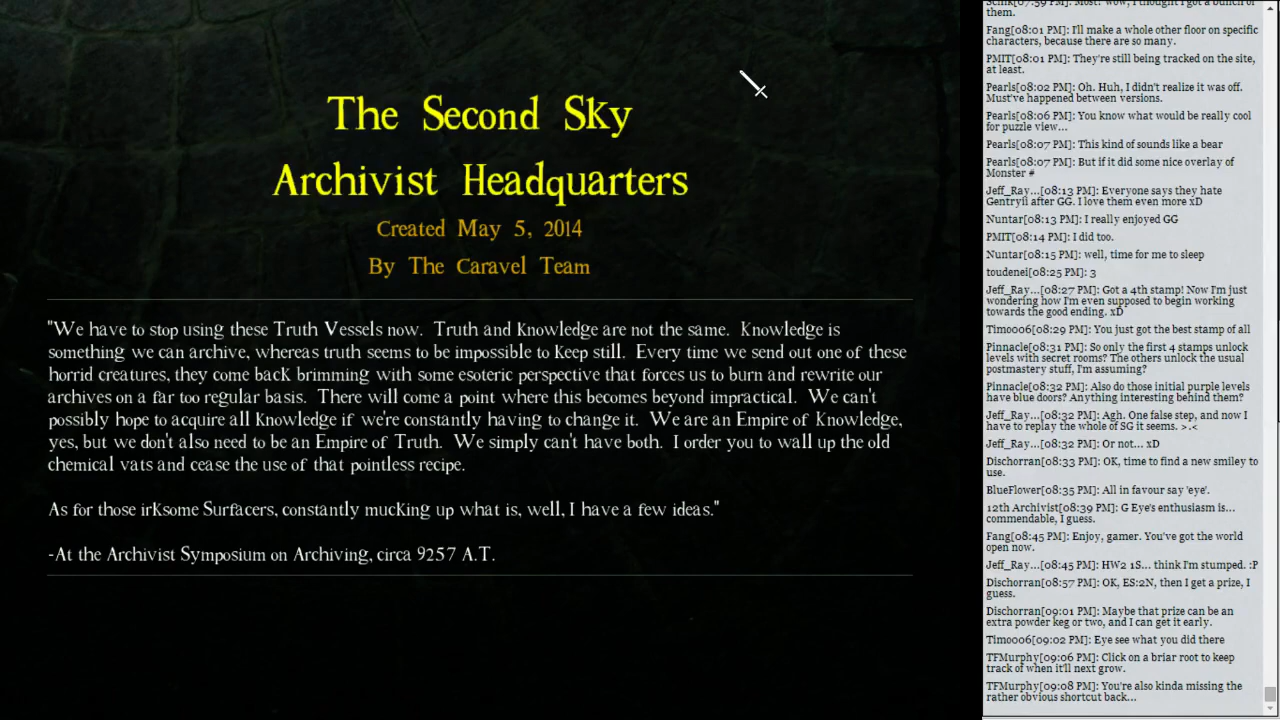 The Second Sky
Archivist Headquarters
Created May 5, 2014
By The Caravel Team
"We have to stop using these Truth Vessels now. Truth and Knowledge are not the same. Knowledge is
something we can archive, whereas truth seems to be impossible to keep still. Every time we send out one of these
horrid creatures, they come back brimming with some esoteric perspective that forces us to burn and rewrite our
archives on a far too regular basis. There will come a point where this becomes beyond impractical. We can't
possibly hope to acquire all Knowledge if we're constantly having to change it. We are an Empire of Knowledge,
yes, but we don't also need to be an Empire of Truth. We simply can't have both. I order you to wall up the old
chemical vats and cease the use of that pointless recipe.
As for those irksome Surfacers, constantly mucking up what is, well, I have a few ideas."
-At the Archivist Symposium on Archiving, circa 9257 A.T.
them.
Fang[08:01 PM]: I'll make a whole other floor on specific
characters, because there are so many.
PMIT[08:01 PM]: They're still being tracked on the site,
at least.
Pearls[08:02 PM]: Oh. Huh, I didn't realize it was off.
Must've happened between versions.
Pearls[08:06 PM]: You know what would be really cool
for puzzle view...
Pearls[08:07 PM]: This kind of sounds like a bear
Pearls[08:07 PM]: But if it did some nice overlay of
Monster #
Jeff_Ray...[08:13 PM]: Everyone says they hate
Gentryii after GG. I love them even more xD
Nuntar[08:13 PM]: I really enjoyed GG
PMIT[08:14 PM]: I did too.
Nuntar[08:15 PM]: well, time for me to sleep
toudenei[08:25 PM]: 3
Jeff_Ray...[08:27 PM]: Got a 4th stamp! Now I'm just
wondering how I'm even supposed to begin working
towards the good ending. xD
Timo006[08:29 PM]: You just got the best stamp of all
Pinnacle[08:31 PM]: So only the first 4 stamps unlock
levels with secret rooms? The others unlock the usual
postmastery stuff, I'm assuming?
Pinnacle[08:32 PM]: Also do those initial purple levels
have blue doors? Anything interesting behind them?
Jeff_Ray...[08:32 PM]: Agh. One false step, and now I
have to replay the whole of SG it seems. >.<
Jeff_Ray...[08:32 PM]: Or not... xD
Dischorran[08:33 PM]: OK, time to find a new smiley to
use.
BlueFlower[08:35 PM]: All in favour say 'eye'.
12th Archivist[08:39 PM]: G Eye's enthusiasm is...
commendable, I guess.
Fang[08:45 PM]: Enjoy, gamer. You've got the world
open now.
Jeff_Ray...[08:45 PM]: HW2 1S... think I'm stumped. :P
Dischorran[08:57 PM]: OK, ES:2N, then I get a prize, I
guess.
Dischorran[09:01 PM]: Maybe that prize can be an
extra powder keg or two, and I can get it early.
Timo006[09:02 PM]: Eye see what you did there
TFMurphy[09:06 PM]: Click on a briar root to keep
track of when it'll next grow.
TFMurphy[09:08 PM]: You're also kinda missing the
rather obvious shortcut back...